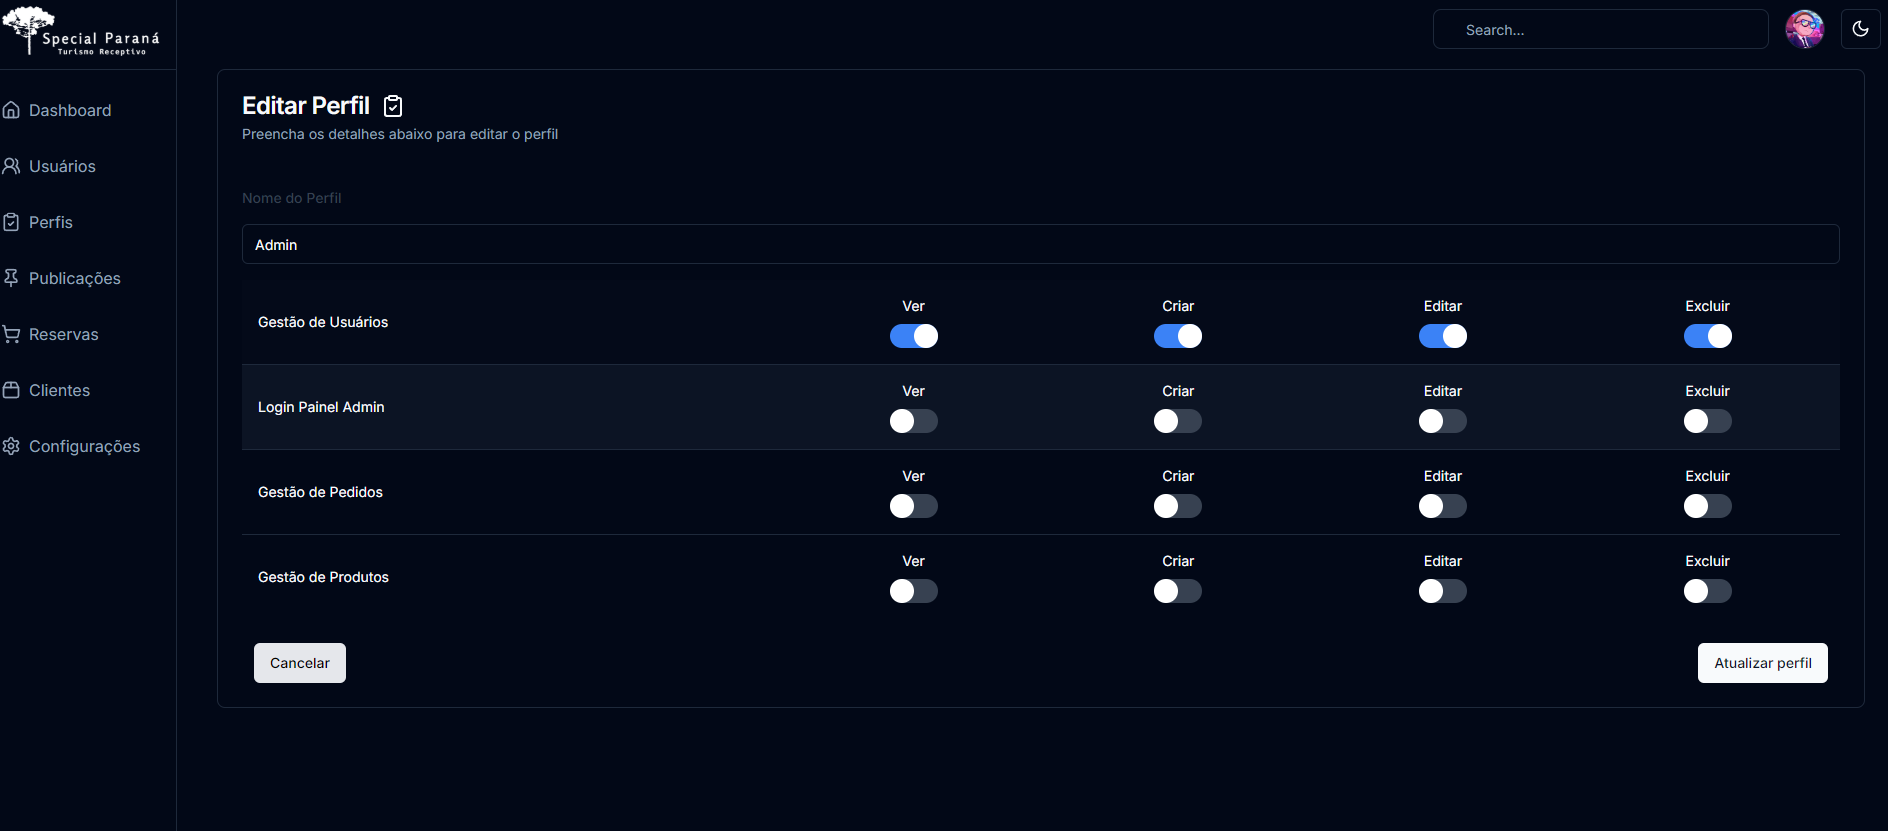 Special Paraná
Turismo Receptivo
Search...
Dashboard
Usuários
Perfis
Publicações
Reservas
Clientes
Configurações
Editar Perfil
Preencha os detalhes abaixo para editar o perfil
Nome do Perfil
Admin
Gestão de Usuários Ver Criar Editar Excluir
Login Painel Admin Ver Criar Editar Excluir
Gestão de Pedidos Ver Criar Editar Excluir
Gestão de Produtos Ver Criar Editar Excluir
Cancelar Atualizar perfil